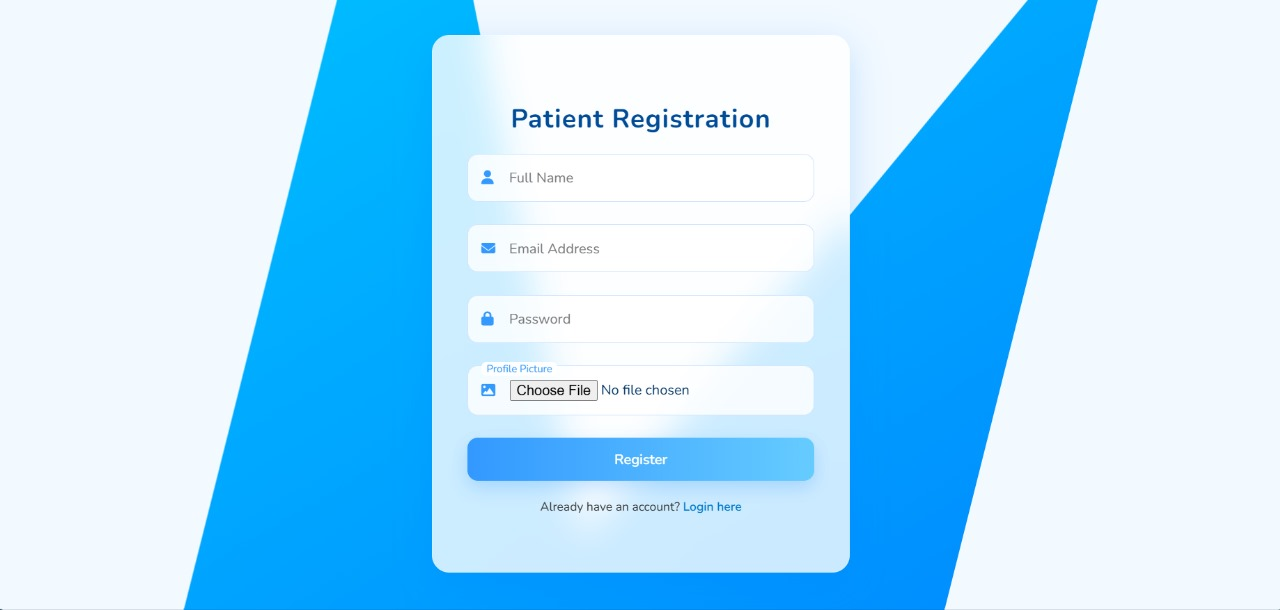 Patient Registration
Full Name
Email Address
Password
Profile Picture
Choose File No file chosen
Register
Already have an account? Login here